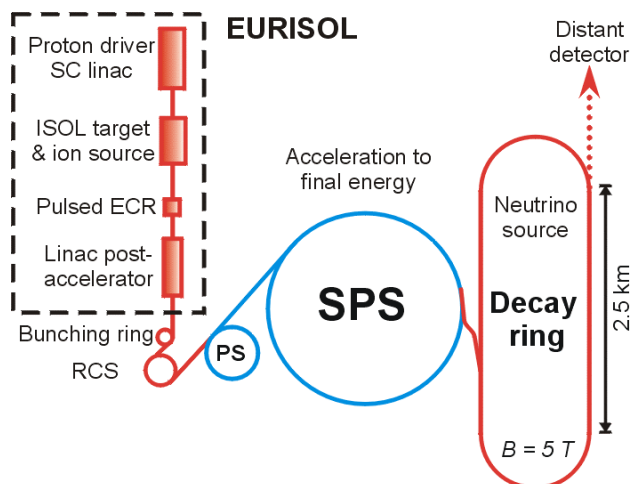 EURISOL
Proton driver
SC linac
ISOL target
& ion source
Pulsed ECR
Linac post-
accelerator
Bunching ring
RCS
PS
Acceleration to
final energy
SPS
Distant
detector
Neutrino
source
Decay
ring
2.5 km
B = 5 T